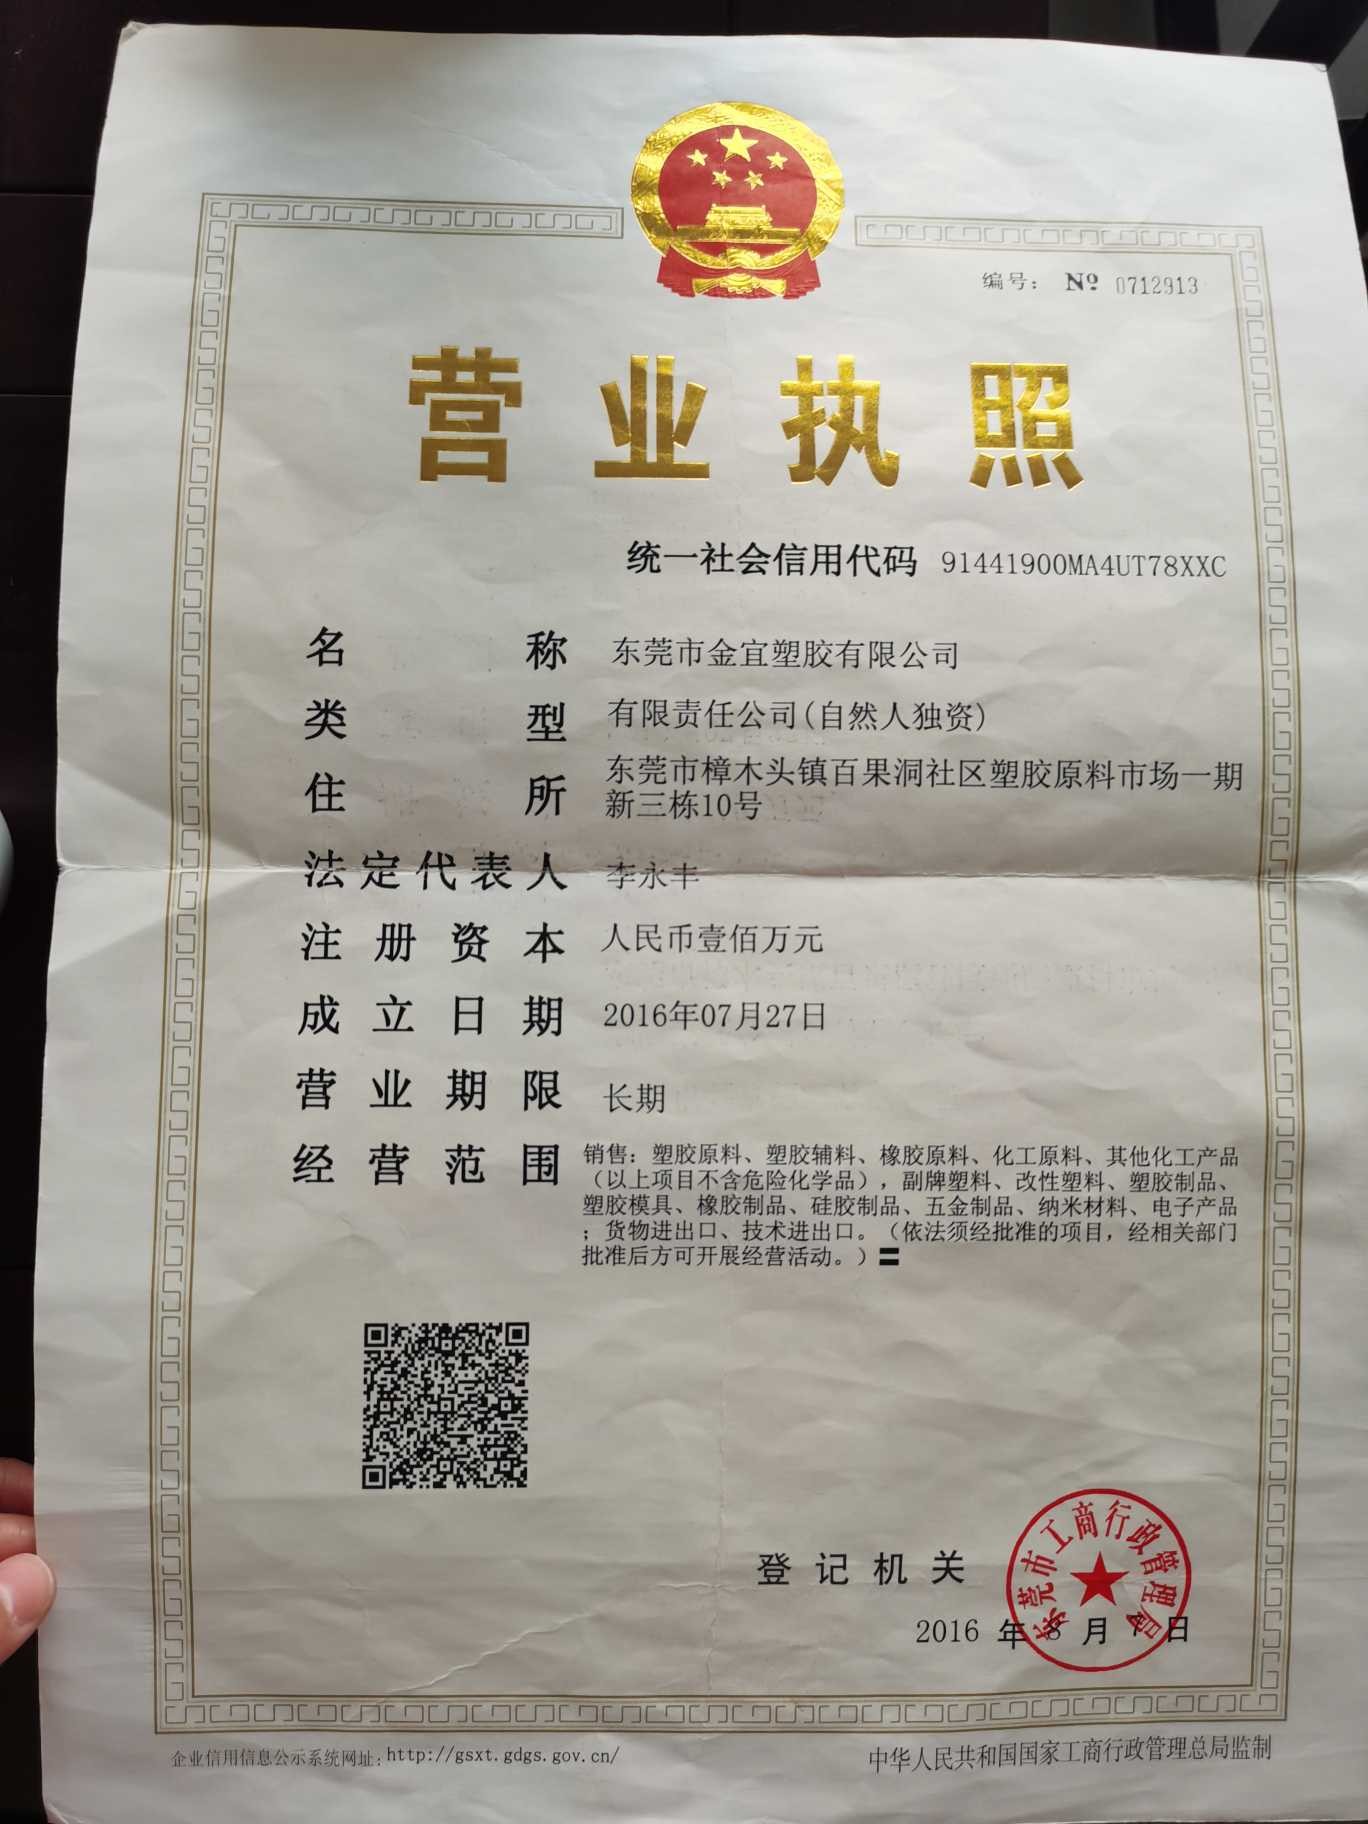 编号： № 0712913
营业执照
统一社会信用代码 91441900MA4UT78XXC
名称 东莞市金宜塑胶有限公司
类型 有限责任公司(自然人独资)
住所 东莞市樟木头镇百果洞社区塑胶原料市场一期
新三栋10号
法定代表人 李永丰
注册资本 人民币壹佰万元
成立日期 2016年07月27日
营业期限 长期
经营范围 销售：塑胶原料、塑胶辅料、橡胶原料、化工原料、其他化工产品
（以上项目不含危险化学品），副牌塑料、改性塑料、塑胶制品、
塑胶模具、橡胶制品、硅胶制品、五金制品、纳米材料、电子产品
；货物进出口、技术进出口。（依法须经批准的项目，经相关部门
批准后方可开展经营活动。）
登记机关
东莞市工商行政管理局
2016 年 8 月 日
企业信用信息公示系统网址：http://gsxt.gdgs.gov.cn/
中华人民共和国国家工商行政管理总局监制